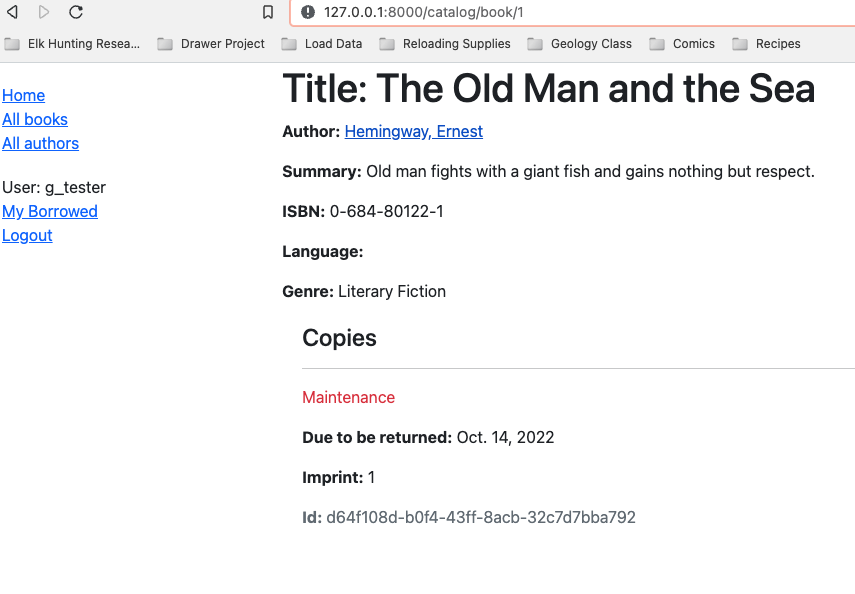 127.0.0.1:8000/catalog/book/1
Elk Hunting Resea... Drawer Project Load Data Reloading Supplies Geology Class Comics Recipes
Home
All books
All authors
User: g_tester
My Borrowed
Logout
Title: The Old Man and the Sea
Author: Hemingway, Ernest
Summary: Old man fights with a giant fish and gains nothing but respect.
ISBN: 0-684-80122-1
Language:
Genre: Literary Fiction
Copies
Maintenance
Due to be returned: Oct. 14, 2022
Imprint: 1
Id: d64f108d-b0f4-43ff-8acb-32c7d7bba792